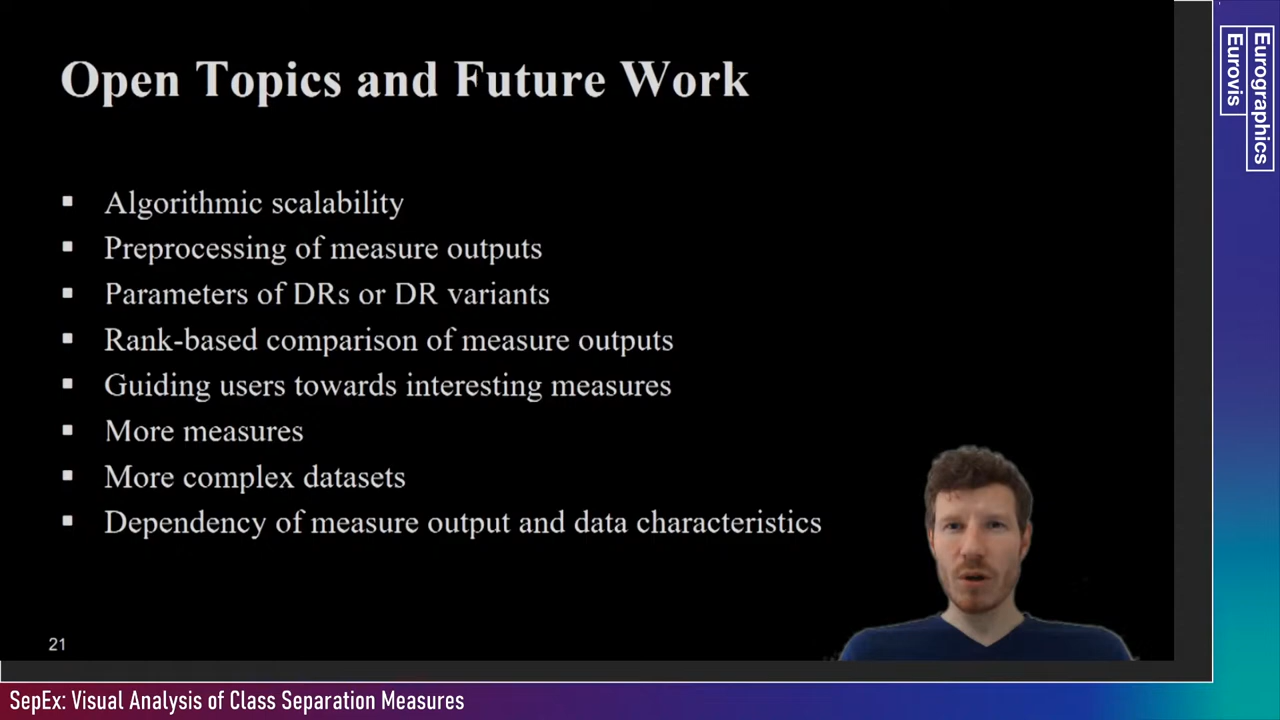 Open Topics and Future Work
Algorithmic scalability
Preprocessing of measure outputs
Parameters of DRs or DR variants
Rank-based comparison of measure outputs
Guiding users towards interesting measures
More measures
More complex datasets
Dependency of measure output and data characteristics
21
SepEx: Visual Analysis of Class Separation Measures
Eurographics
Eurovis